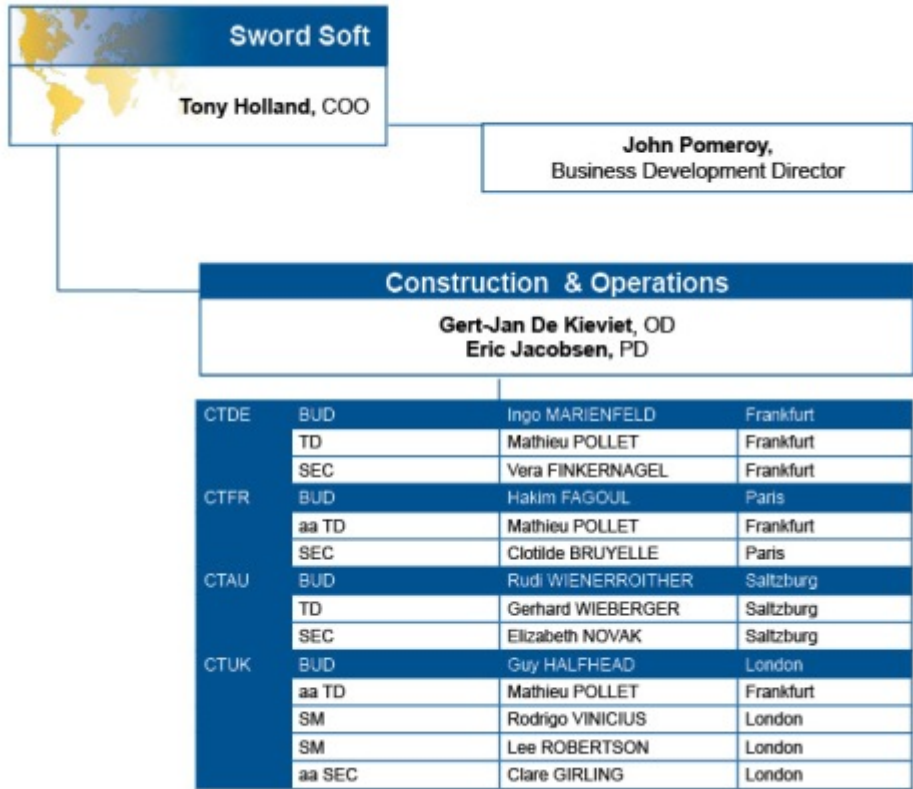 Sword Soft
Tony Holland, COO
John Pomeroy,
Business Development Director
Construction & Operations
Gert-Jan De Kieviet, OD
Eric Jacobsen, PD
CTDE BUD Ingo MARIENFELD Frankfurt
TD Mathieu POLLET Frankfurt
SEC Vera FINKERNAGEL Frankfurt
CTFR BUD Hakim FAGOUL Paris
aa TD Mathieu POLLET Frankfurt
SEC Clotilde BRUYELLE Paris
CTAU BUD Rudi WIENERROITHER Saltzburg
TD Gerhard WIEBERGER Saltzburg
SEC Elizabeth NOVAK Saltzburg
CTUK BUD Guy HALFHEAD London
aa TD Mathieu POLLET Frankfurt
SM Rodrigo VINICIUS London
SM Lee ROBERTSON London
aa SEC Clare GIRLING London